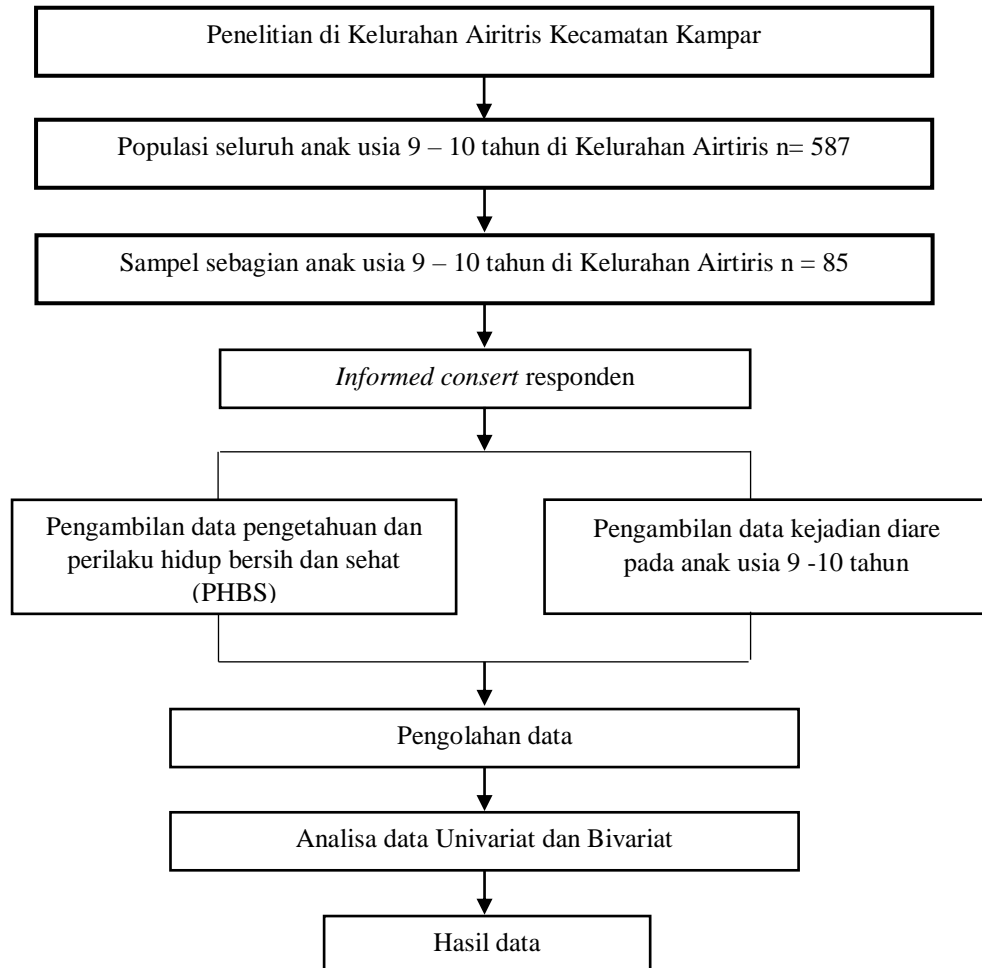 Penelitian di Kelurahan Airitris Kecamatan Kampar
Populasi seluruh anak usia 9 – 10 tahun di Kelurahan Airtiris n= 587
Sampel sebagian anak usia 9 – 10 tahun di Kelurahan Airtiris n = 85
Informed consert responden
Pengambilan data pengetahuan dan
perilaku hidup bersih dan sehat
(PHBS)
Pengambilan data kejadian diare
pada anak usia 9 -10 tahun
Pengolahan data
Analisa data Univariat dan Bivariat
Hasil data